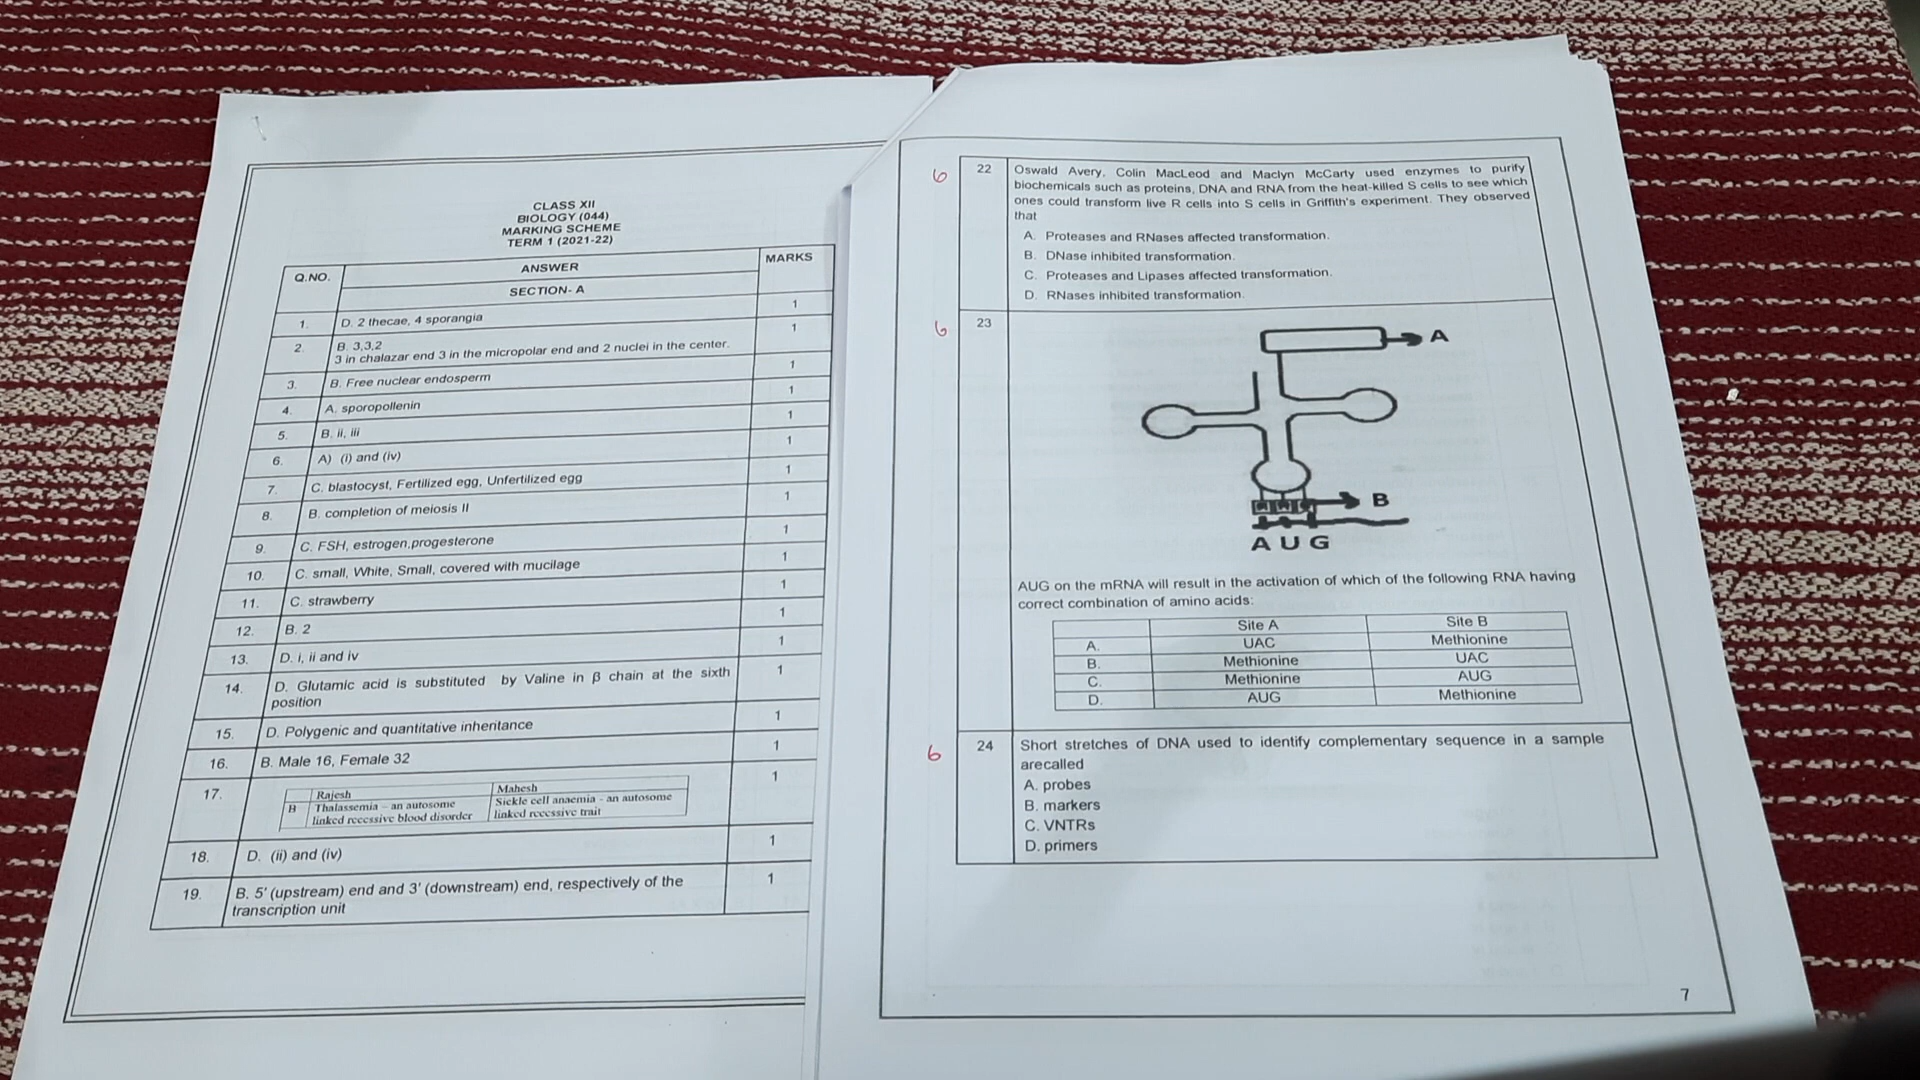 CLASS XII
BIOLOGY (044)
MARKING SCHEME
TERM 1 (2021-22)
Q.NO. ANSWER MARKS
SECTION- A
1. D. 2 thecae, 4 sporangia 1
2. B. 3,3,2 1
3 in chalazar end 3 in the micropolar end and 2 nuclei in the center.
3. B. Free nuclear endosperm 1
4. A. sporopollenin 1
5. B. ii, iii 1
6. A) (i) and (iv) 1
7. C. blastocyst, Fertilized egg, Unfertilized egg 1
8. B. completion of meiosis II 1
9. C. FSH, estrogen,progesterone 1
10. C. small, White, Small, covered with mucilage 1
11. C. strawberry 1
12. B. 2 1
13. D. i, ii and iv 1
14. D. Glutamic acid is substituted by Valine in β chain at the sixth 1
position
15. D. Polygenic and quantitative inheritance 1
16. B. Male 16, Female 32 1
17. Rajesh Mahesh 1
B Thalassemia – an autosome Sickle cell anaemia - an autosome
linked recessive blood disorder linked recessive trait
18. D. (ii) and (iv) 1
19. B. 5' (upstream) end and 3' (downstream) end, respectively of the 1
transcription unit
6 22 Oswald Avery, Colin MacLeod and Maclyn McCarty used enzymes to purify
biochemicals such as proteins, DNA and RNA from the heat-killed S cells to see which
ones could transform live R cells into S cells in Griffith's experiment. They observed
that
A. Proteases and RNases affected transformation.
B. DNase inhibited transformation.
C. Proteases and Lipases affected transformation.
D. RNases inhibited transformation.
6 23
A
B
A U G
AUG on the mRNA will result in the activation of which of the following RNA having
correct combination of amino acids:
Site A Site B
A. UAC Methionine
B. Methionine UAC
C. Methionine AUG
D. AUG Methionine
6 24 Short stretches of DNA used to identify complementary sequence in a sample
arecalled
A. probes
B. markers
C. VNTRs
D. primers
7